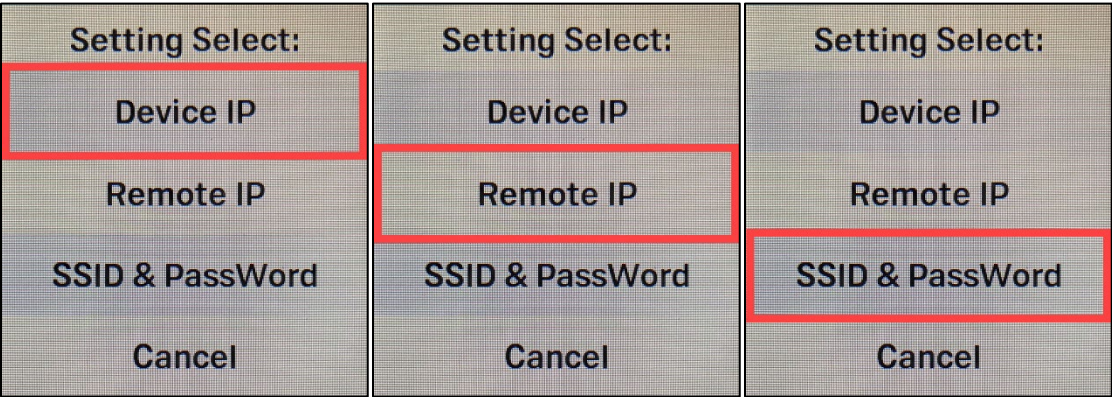 Setting Select:
Device IP
Remote IP
SSID & PassWord
Cancel
Setting Select:
Device IP
Remote IP
SSID & PassWord
Cancel
Setting Select:
Device IP
Remote IP
SSID & PassWord
Cancel